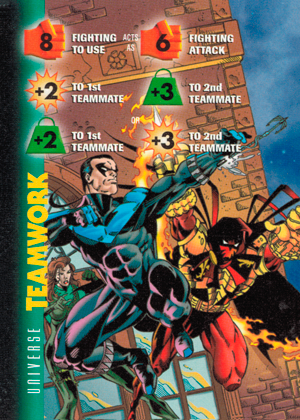 8 FIGHTING TO USE ACTS AS 6 FIGHTING ATTACK
+2 TO 1st TEAMMATE +3 TO 2nd TEAMMATE
OR
+2 TO 1st TEAMMATE +3 TO 2nd TEAMMATE
UNIVERSE TEAMWORK